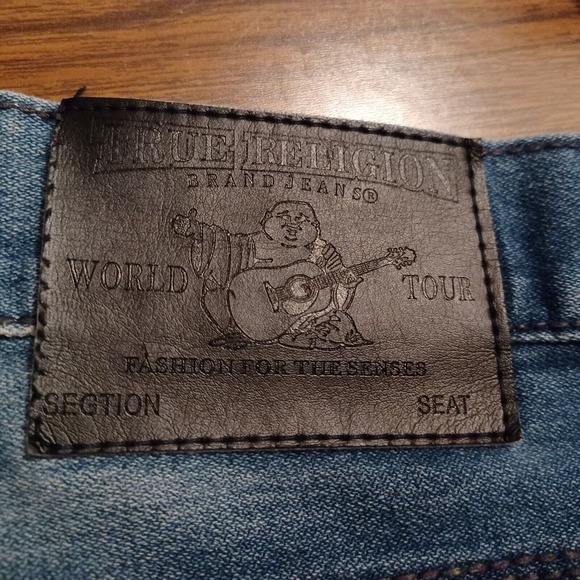 TRUE RELIGION
BRAND JEANS®
WORLD TOUR
FASHION FOR THE SENSES
SECTION SEAT